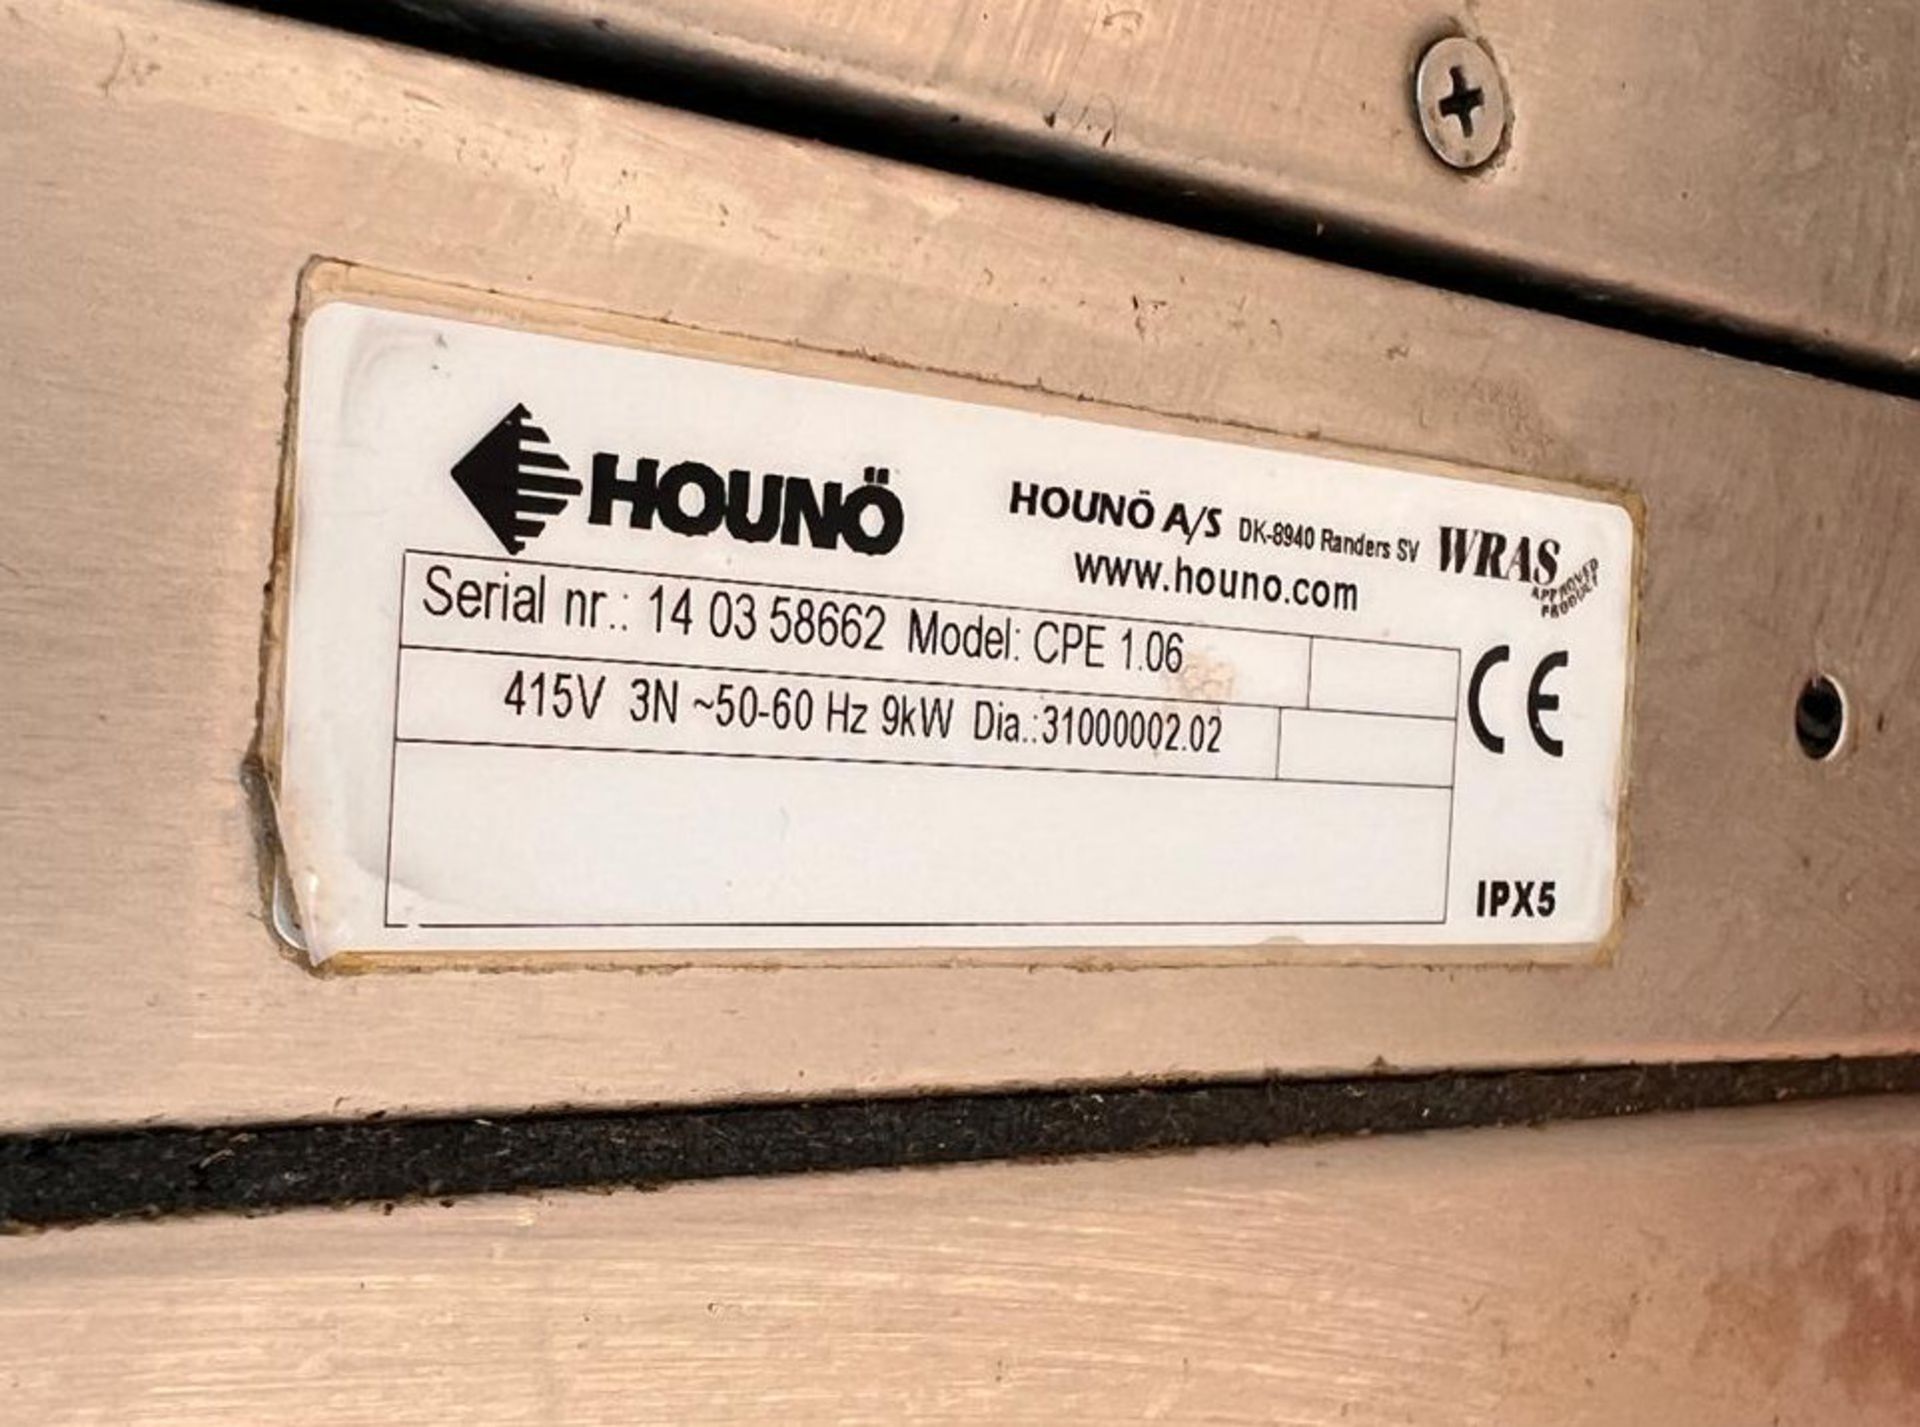 HOUNÖ
HOUNÖ A/S DK-8940 Randers SV
www.houno.com
WRAS
APPROVED
PRODUCT
Serial nr.: 14 03 58662 Model: CPE 1.06
415V 3N ~50-60 Hz 9kW Dia.:31000002.02
CE
IPX5